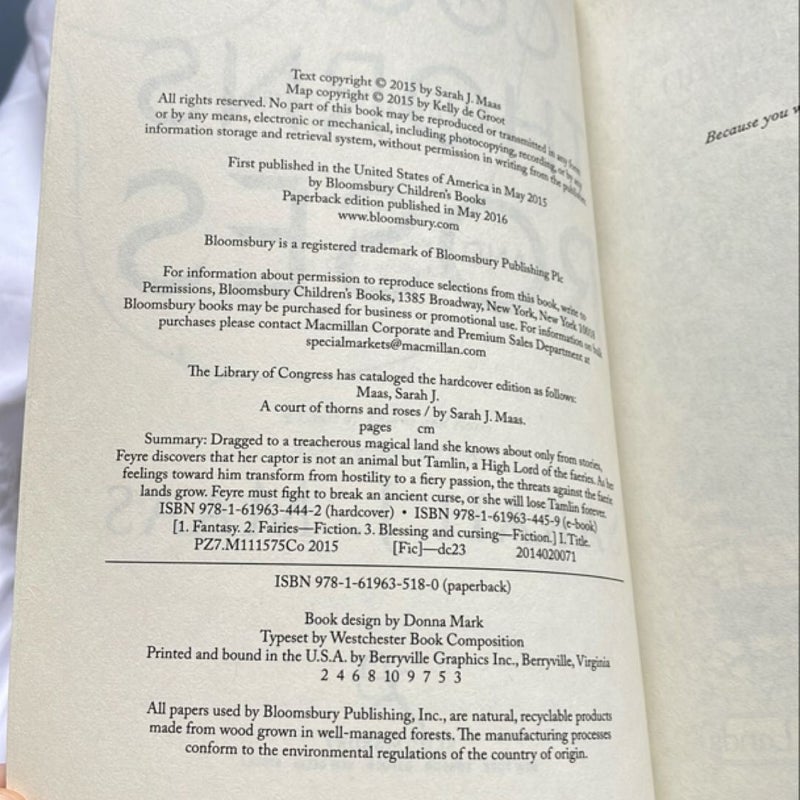 Text copyright © 2015 by Sarah J. Maas
Map copyright © 2015 by Kelly de Groot
All rights reserved. No part of this book may be reproduced or transmitted in any form
or by any means, electronic or mechanical, including photocopying, recording, or by any
information storage and retrieval system, without permission in writing from the publisher.
First published in the United States of America in May 2015
by Bloomsbury Children's Books
Paperback edition published in May 2016
www.bloomsbury.com
Bloomsbury is a registered trademark of Bloomsbury Publishing Plc
For information about permission to reproduce selections from this book, write to
Permissions, Bloomsbury Children's Books, 1385 Broadway, New York, New York 10018
Bloomsbury books may be purchased for business or promotional use. For information on bulk
purchases please contact Macmillan Corporate and Premium Sales Department at
specialmarkets@macmillan.com
The Library of Congress has cataloged the hardcover edition as follows:
Maas, Sarah J.
A court of thorns and roses / by Sarah J. Maas.
pages cm
Summary: Dragged to a treacherous magical land she knows about only from stories,
Feyre discovers that her captor is not an animal but Tamlin, a High Lord of the faeries. As her
feelings toward him transform from hostility to a fiery passion, the threats against the faerie
lands grow. Feyre must fight to break an ancient curse, or she will lose Tamlin forever.
ISBN 978-1-61963-444-2 (hardcover) • ISBN 978-1-61963-445-9 (e-book)
[1. Fantasy. 2. Fairies—Fiction. 3. Blessing and cursing—Fiction.] I. Title.
PZ7.M111575Co 2015 [Fic]—dc23 2014020071
ISBN 978-1-61963-518-0 (paperback)
Book design by Donna Mark
Typeset by Westchester Book Composition
Printed and bound in the U.S.A. by Berryville Graphics Inc., Berryville, Virginia
2 4 6 8 10 9 7 5 3
All papers used by Bloomsbury Publishing, Inc., are natural, recyclable products
made from wood grown in well-managed forests. The manufacturing processes
conform to the environmental regulations of the country of origin.
Because you